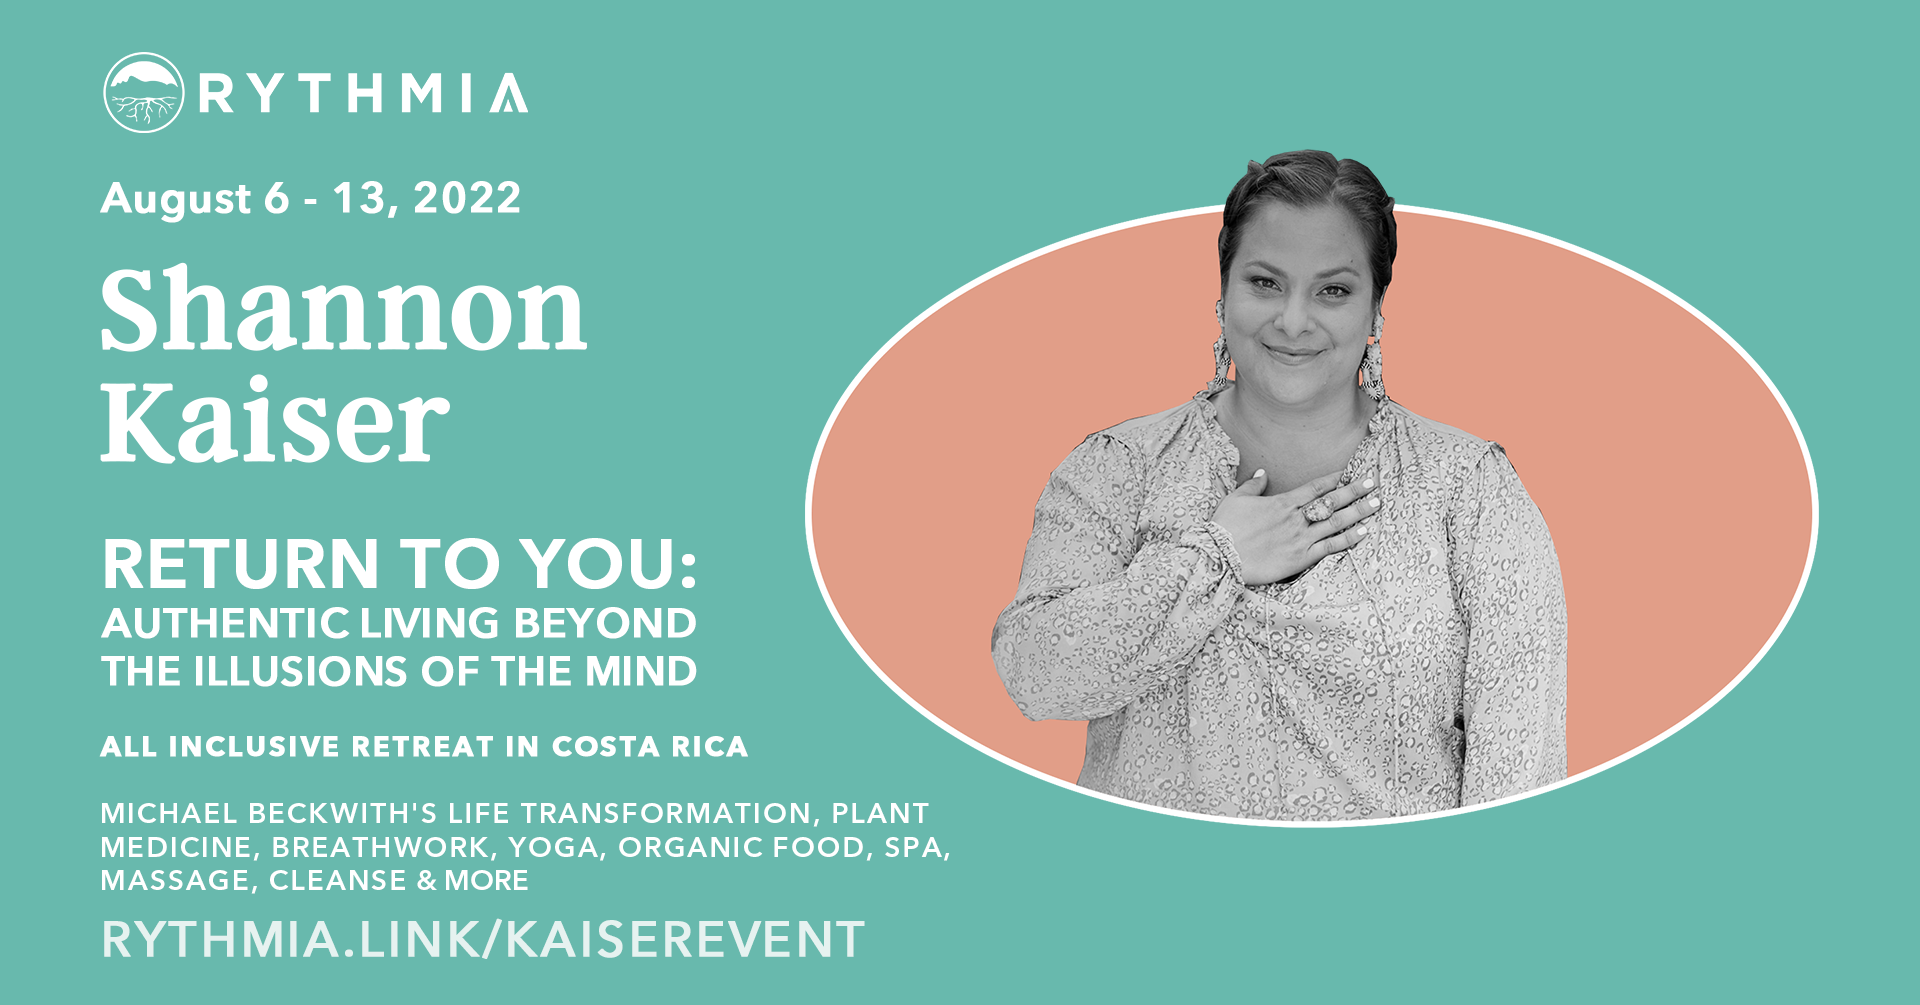 RYTHMIA
August 6 - 13, 2022
Shannon
Kaiser
RETURN TO YOU:
AUTHENTIC LIVING BEYOND
THE ILLUSIONS OF THE MIND
ALL INCLUSIVE RETREAT IN COSTA RICA
MICHAEL BECKWITH'S LIFE TRANSFORMATION, PLANT
MEDICINE, BREATHWORK, YOGA, ORGANIC FOOD, SPA,
MASSAGE, CLEANSE & MORE
RYTHMIA.LINK/KAISEREVENT